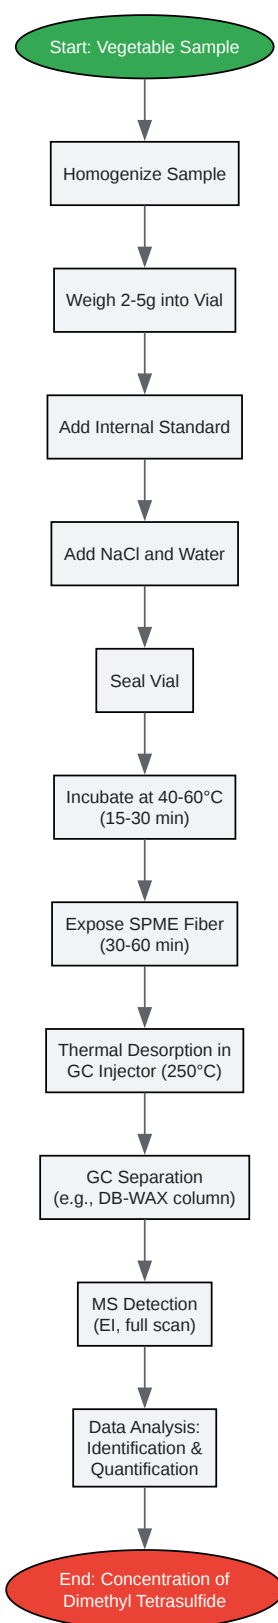 Start: Vegetable Sample
Homogenize Sample
Weigh 2-5g into Vial
Add Internal Standard
Add NaCl and Water
Seal Vial
Incubate at 40-60°C
(15-30 min)
Expose SPME Fiber
(30-60 min)
Thermal Desorption in
GC Injector (250°C)
GC Separation
(e.g., DB-WAX column)
MS Detection
(EI, full scan)
Data Analysis:
Identification &
Quantification
End: Concentration of
Dimethyl Tetrasulfide